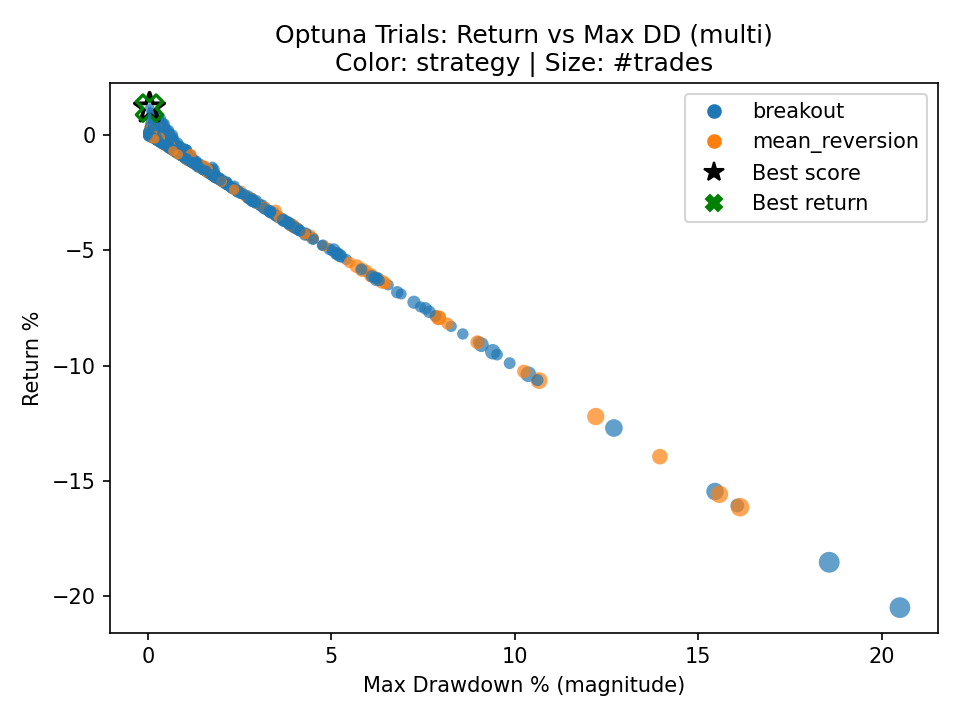 Optuna Trials: Return vs Max DD (multi)
Color: strategy | Size: #trades
breakout
mean_reversion
Best score
Best return
Return %
0
−5
−10
−15
−20
0
5
10
15
20
Max Drawdown % (magnitude)